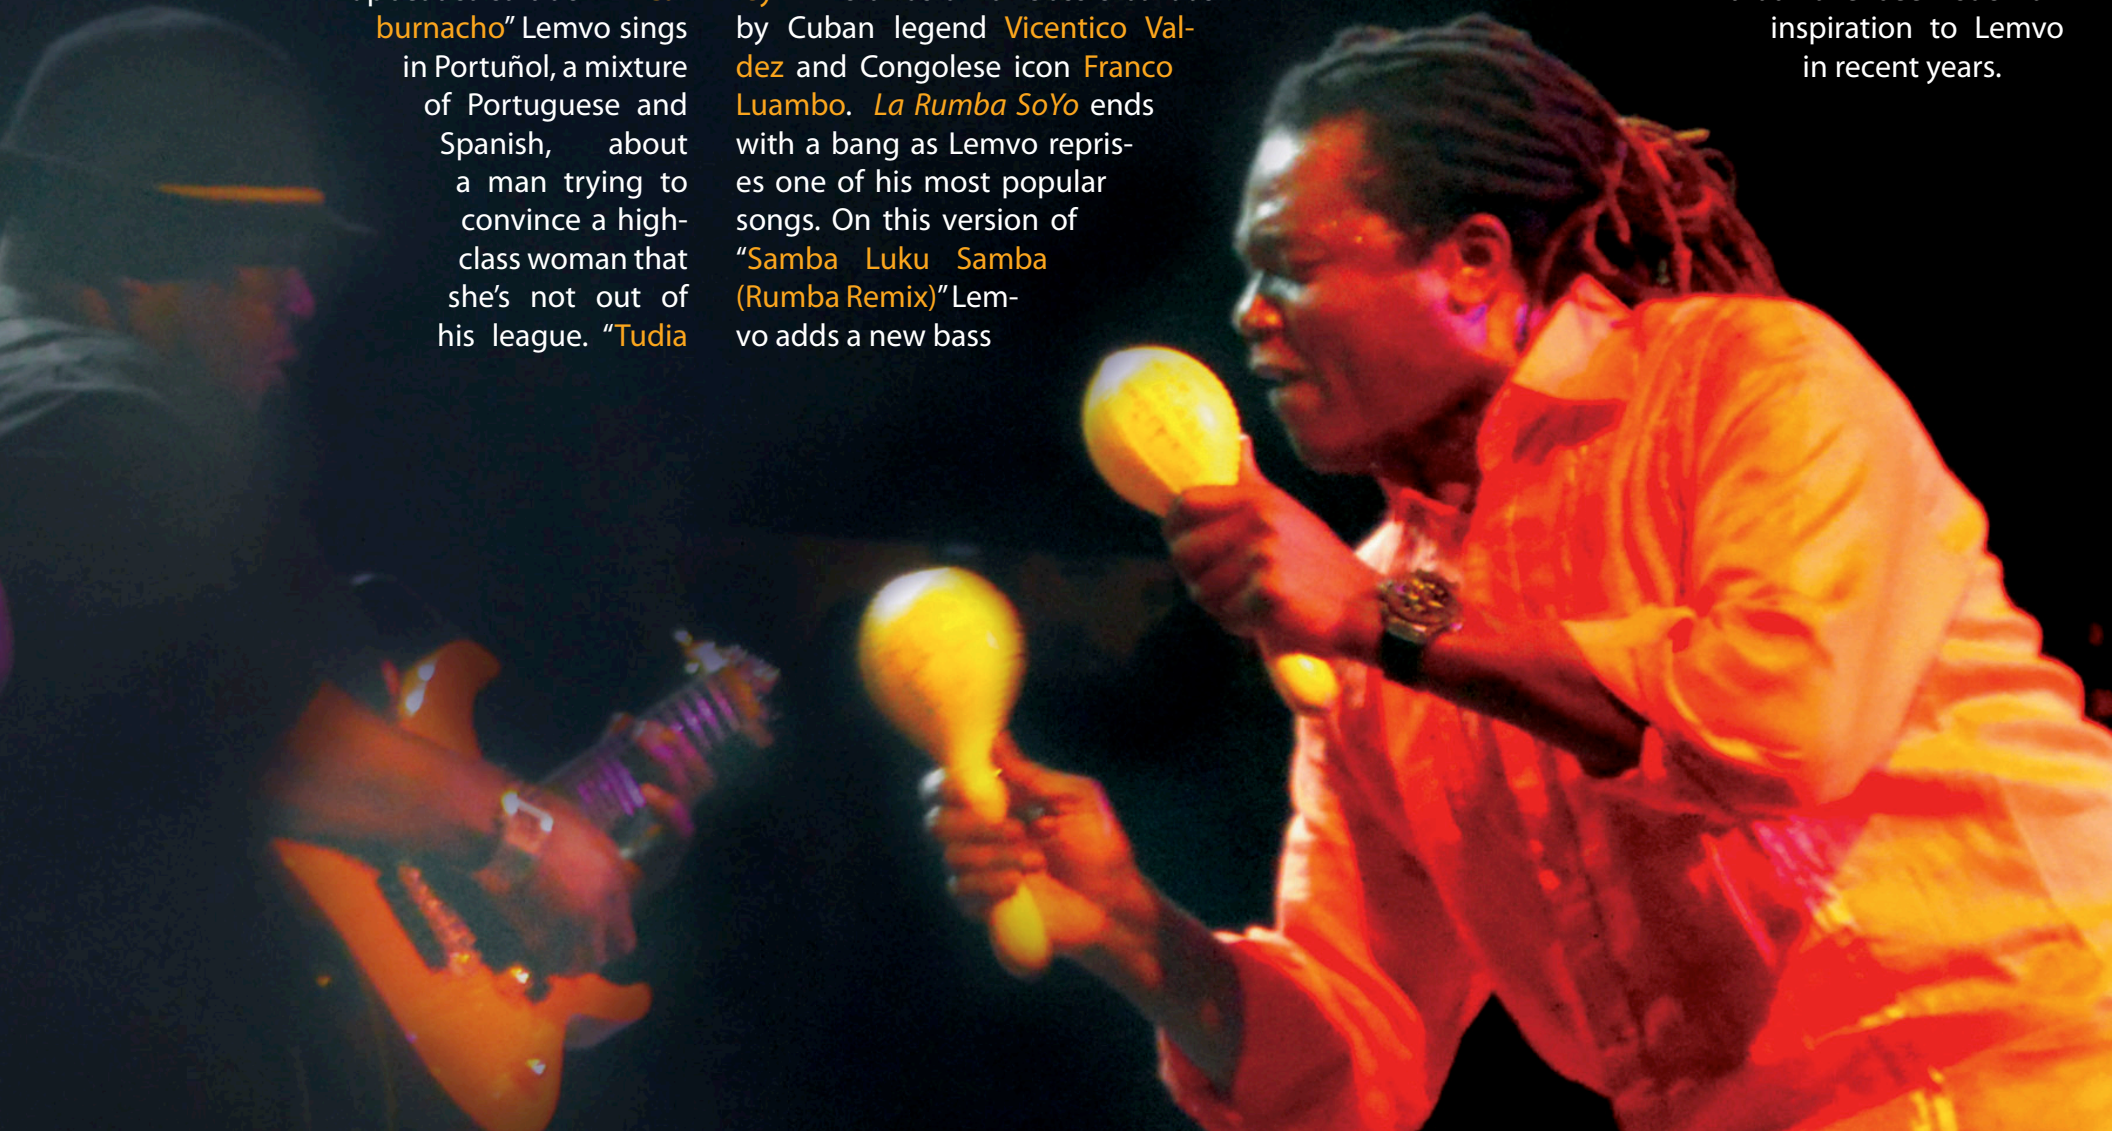 burnacho” Lemvo sings
in Portuñol, a mixture
of Portuguese and
Spanish, about
a man trying to
convince a high-
class woman that
she’s not out of
his league. “Tudia
by Cuban legend Vicentico Val-
dez and Congolese icon Franco
Luambo. La Rumba SoYo ends
with a bang as Lemvo repris-
es one of his most popular
songs. On this version of
“Samba Luku Samba
(Rumba Remix)” Lem-
vo adds a new bass
inspiration to Lemvo
in recent years.